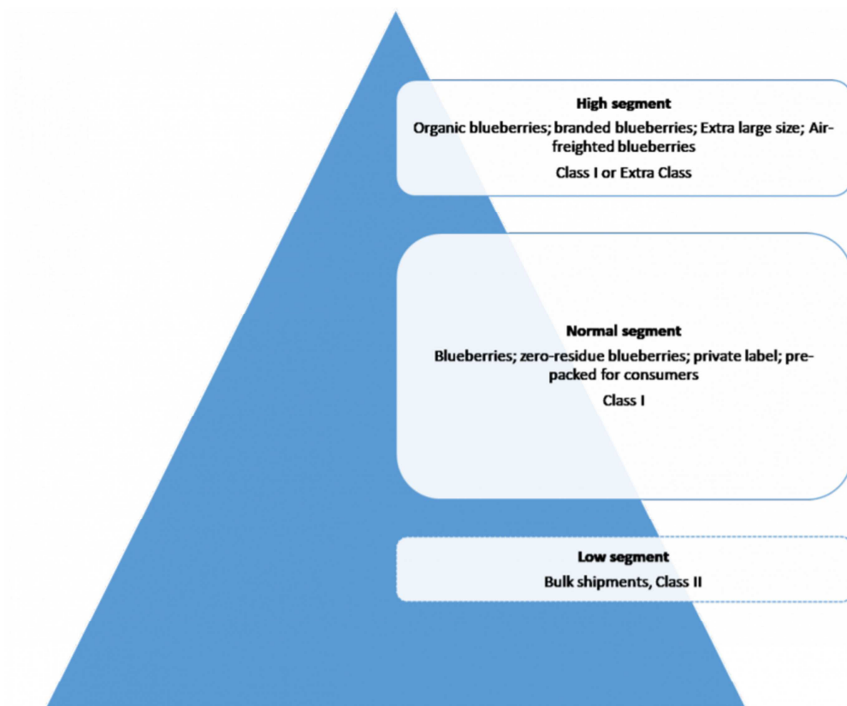 High segment
Organic blueberries; branded blueberries; Extra large size; Air-
freighted blueberries
Class I or Extra Class
Normal segment
Blueberries; zero-residue blueberries; private label; pre-
packed for consumers
Class I
Low segment
Bulk shipments, Class II